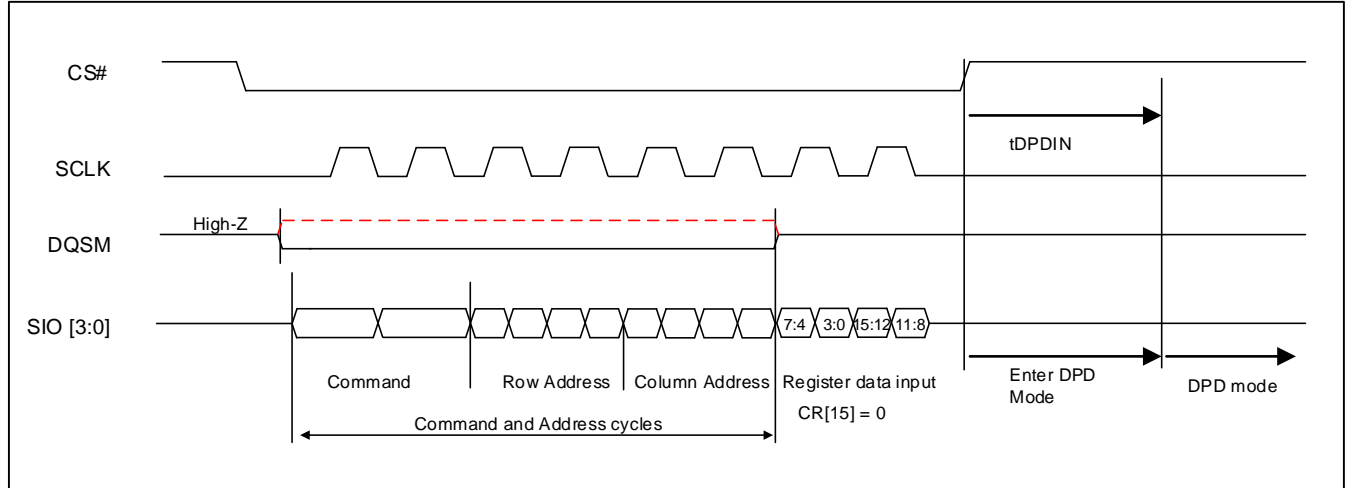 CS#
tDPDIN
SCLK
High-Z
DQSM
SIO [3:0]
7:4 3:0 15:12 11:8
Command Row Address Column Address Register data input
CR[15] = 0
Command and Address cycles
Enter DPD
Mode
DPD mode